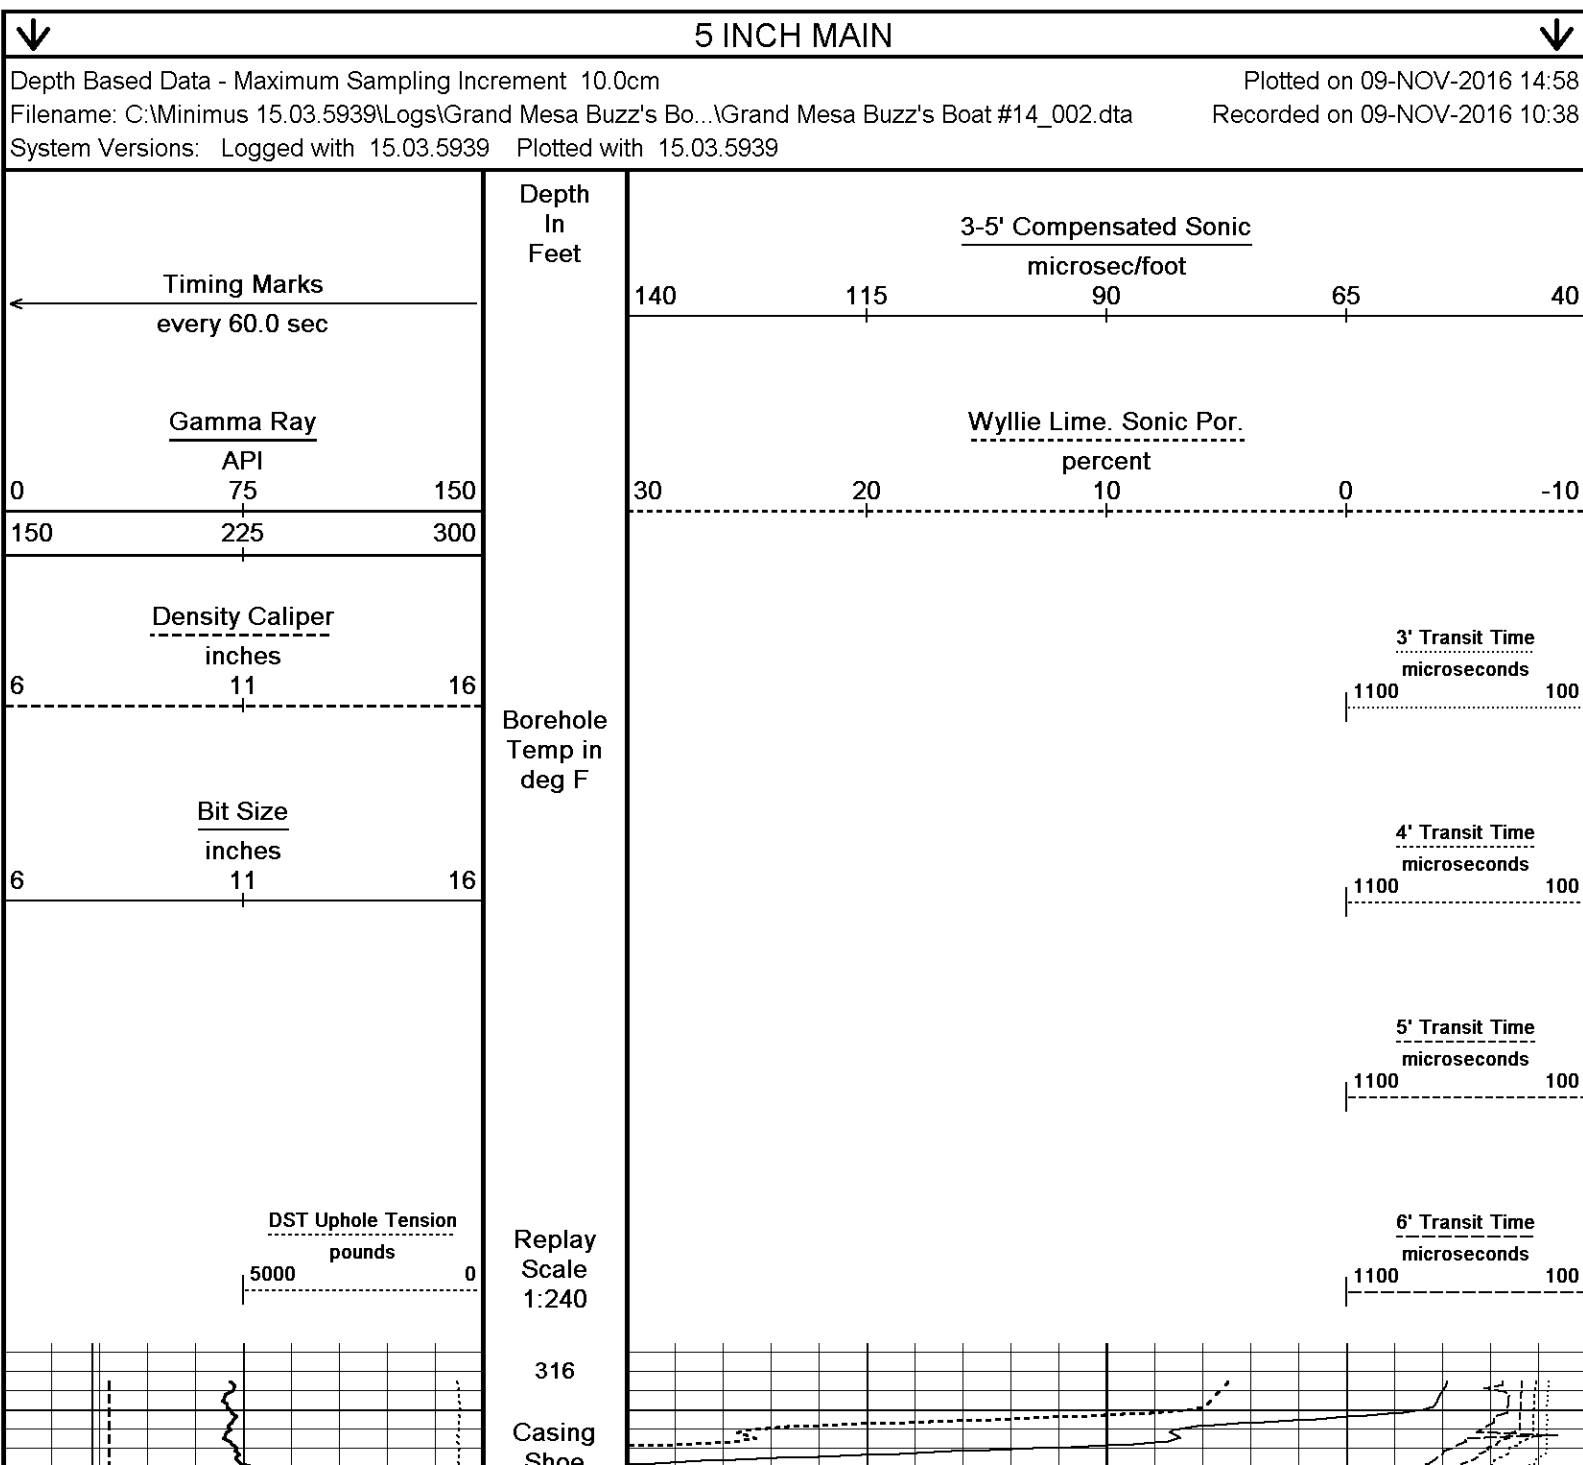 5 INCH MAIN
Depth Based Data - Maximum Sampling Increment 10.0cm
Plotted on 09-NOV-2016 14:58
Filename: C:\Minimus 15.03.5939\Logs\Grand Mesa Buzz's Bo...\Grand Mesa Buzz's Boat #14_002.dta
Recorded on 09-NOV-2016 10:38
System Versions: Logged with 15.03.5939 Plotted with 15.03.5939
Timing Marks
every 60.0 sec
Gamma Ray
API
0 75 150
150 225 300
Density Caliper
inches
6 11 16
Bit Size
inches
6 11 16
DST Uphole Tension
pounds
5000 0
Depth
In
Feet
Borehole
Temp in
deg F
Replay
Scale
1:240
316
Casing
Shoe
3-5' Compensated Sonic
microsec/foot
140 115 90 65 40
Wyllie Lime. Sonic Por.
percent
30 20 10 0 -10
3' Transit Time
microseconds
1100 100
4' Transit Time
microseconds
1100 100
5' Transit Time
microseconds
1100 100
6' Transit Time
microseconds
1100 100